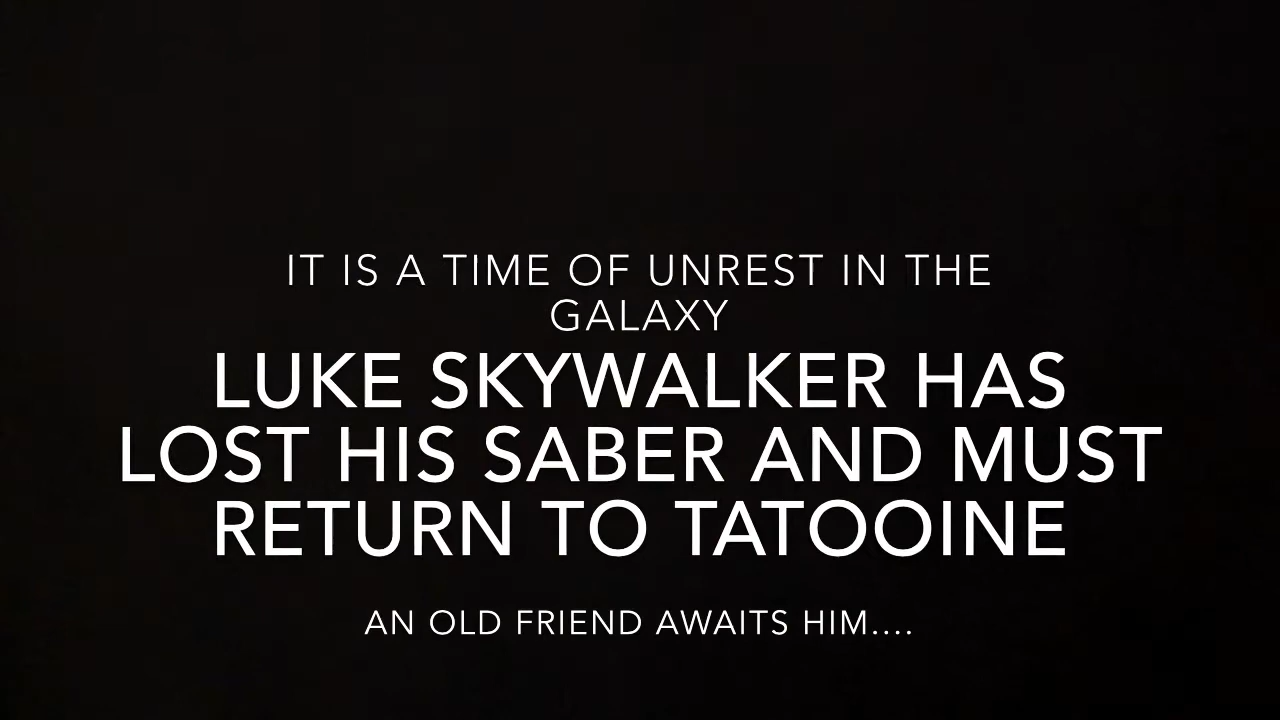 IT IS A TIME OF UNREST IN THE
GALAXY
LUKE SKYWALKER HAS
LOST HIS SABER AND MUST
RETURN TO TATOOINE
AN OLD FRIEND AWAITS HIM....